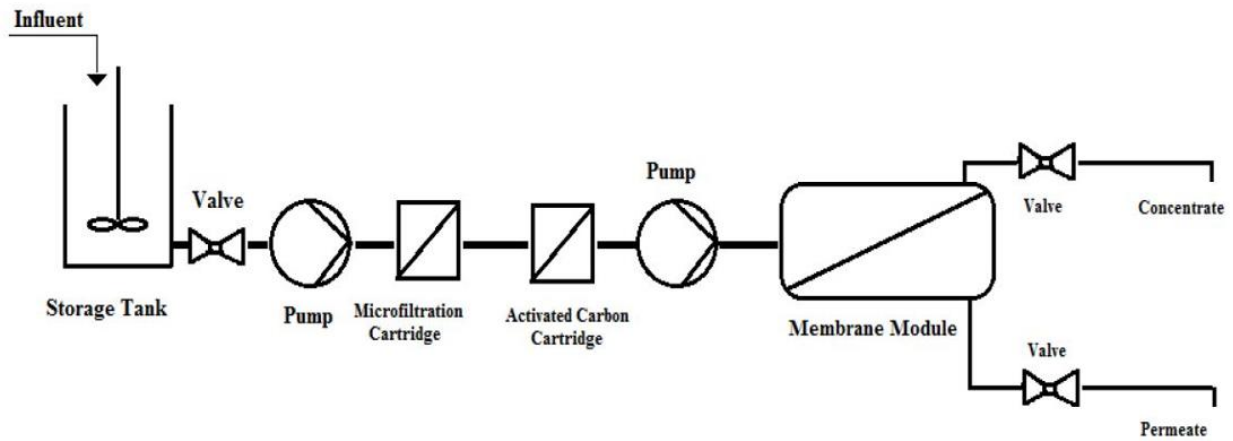 Influent
Storage Tank
Valve
Pump
Microfiltration
Cartridge
Activated Carbon
Cartridge
Pump
Membrane Module
Valve
Concentrate
Valve
Permeate